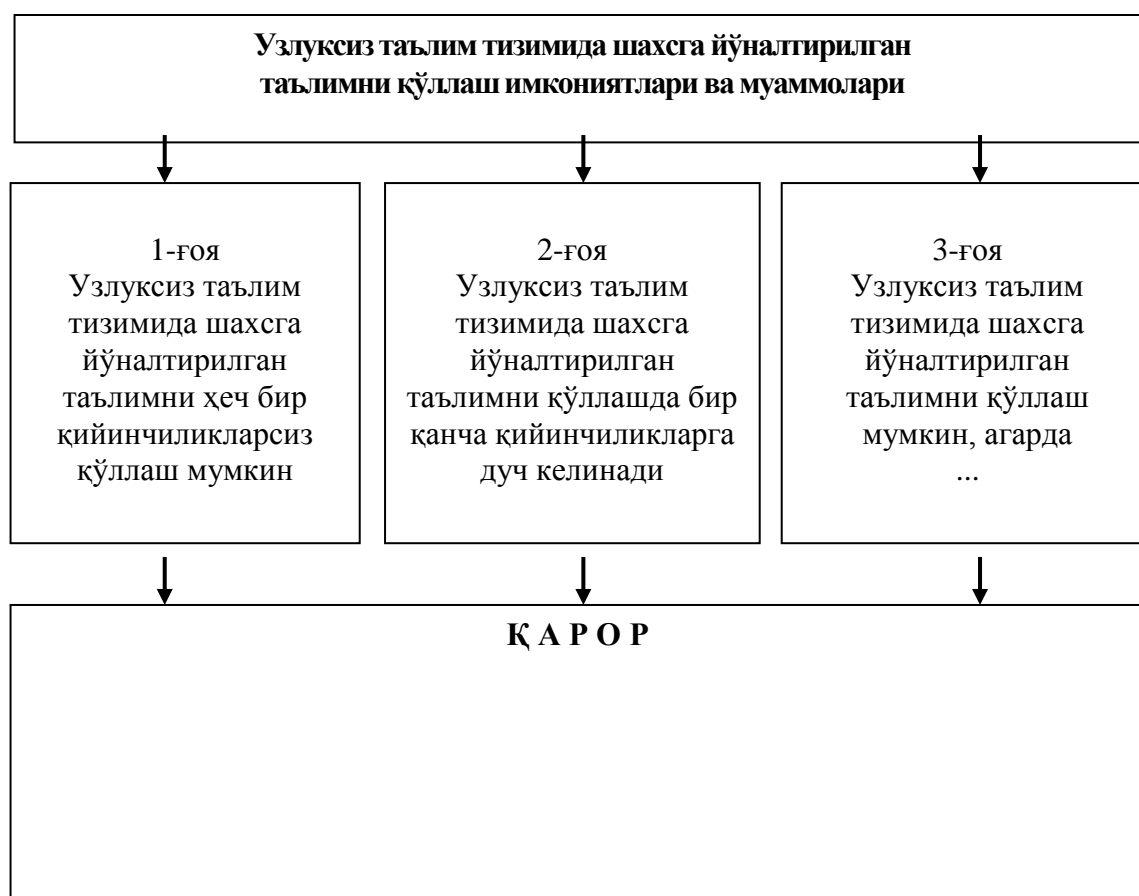 Узлуксиз таълим тизимида шахсга йўналтирилган
таълимни қўллаш имкониятлари ва муаммолари
1-ғоя
Узлуксиз таълим
тизимида шахсга
йўналтирилган
таълимни ҳеч бир
қийинчиликларсиз
қўллаш мумкин
2-ғоя
Узлуксиз таълим
тизимида шахсга
йўналтирилган
таълимни қўллашда бир
қанча қийинчиликларга
дуч келинади
3-ғоя
Узлуксиз таълим
тизимида шахсга
йўналтирилган
таълимни қўллаш
мумкин, агарда
...
Қ А Р О Р